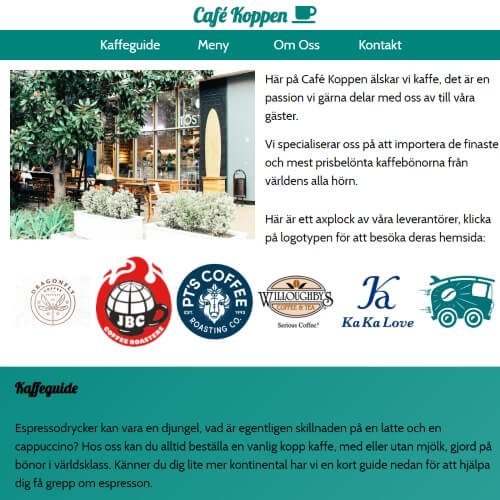 Café Koppen
Kaffeguide Meny Om Oss Kontakt
Här på Café Koppen älskar vi kaffe, det är en
passion vi gärna delar med oss av till våra
gäster.
Vi specialiserar oss på att importera de finaste
och mest prisbelönta kaffebönorna från
världens alla hörn.
Här är ett axplock av våra leverantörer, klicka
på logotypen för att besöka deras hemsida:
DRAGONFLY
COFFEE
JBC
COFFEE ROASTERS
PT'S COFFEE
EST. 1993
ROASTING CO.
WILLOUGHBY'S
COFFEE & TEA
Serious Coffee.®
Ka
KaKa Love
Kaffeguide
Espressodrycker kan vara en djungel, vad är egentligen skillnaden på en latte och en
cappuccino? Hos oss kan du alltid beställa en vanlig kopp kaffe, med eller utan mjölk, gjord på
bönor i världsklass. Känner du dig lite mer kontinental har vi en kort guide nedan för att hjälpa
dig få grepp om espresson.